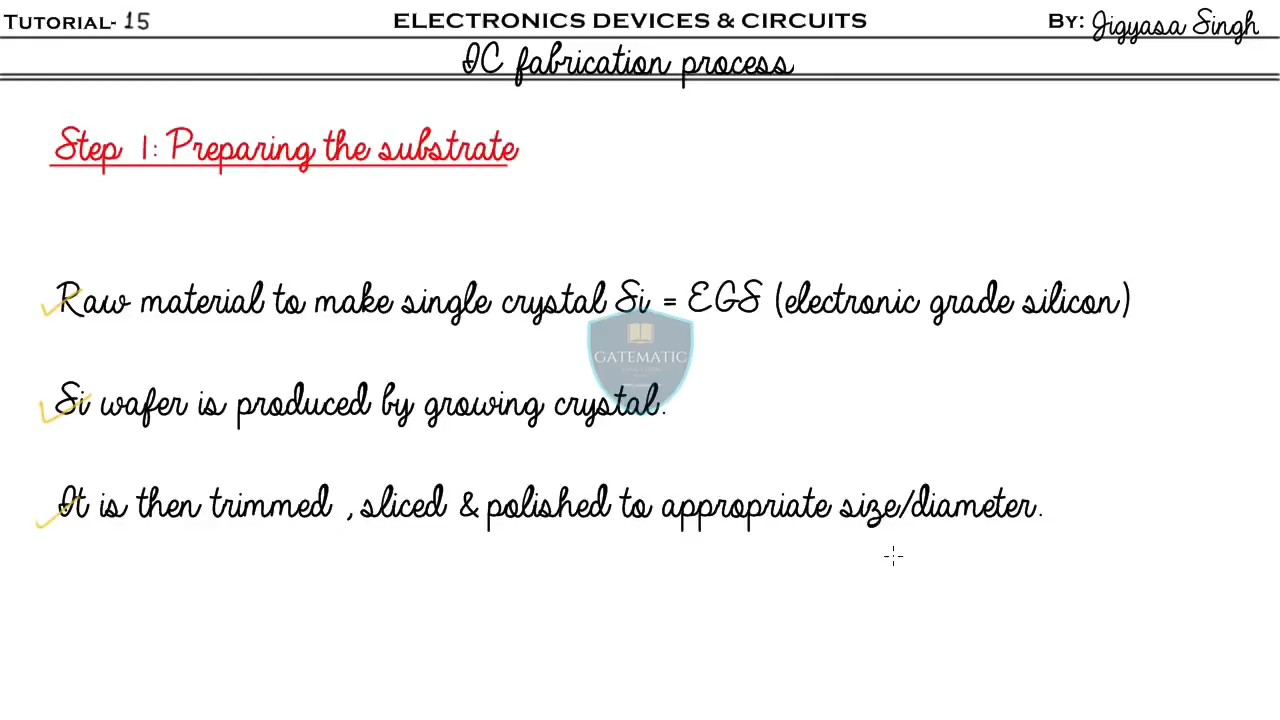 TUTORIAL- 15 ELECTRONICS DEVICES & CIRCUITS BY: Jigyasa Singh
IC fabrication process
Step 1: Preparing the substrate
Raw material to make single crystal Si = EGS (electronic grade silicon)
GATEMATIC
Si wafer is produced by growing crystal.
It is then trimmed , sliced & polished to appropriate size/diameter.